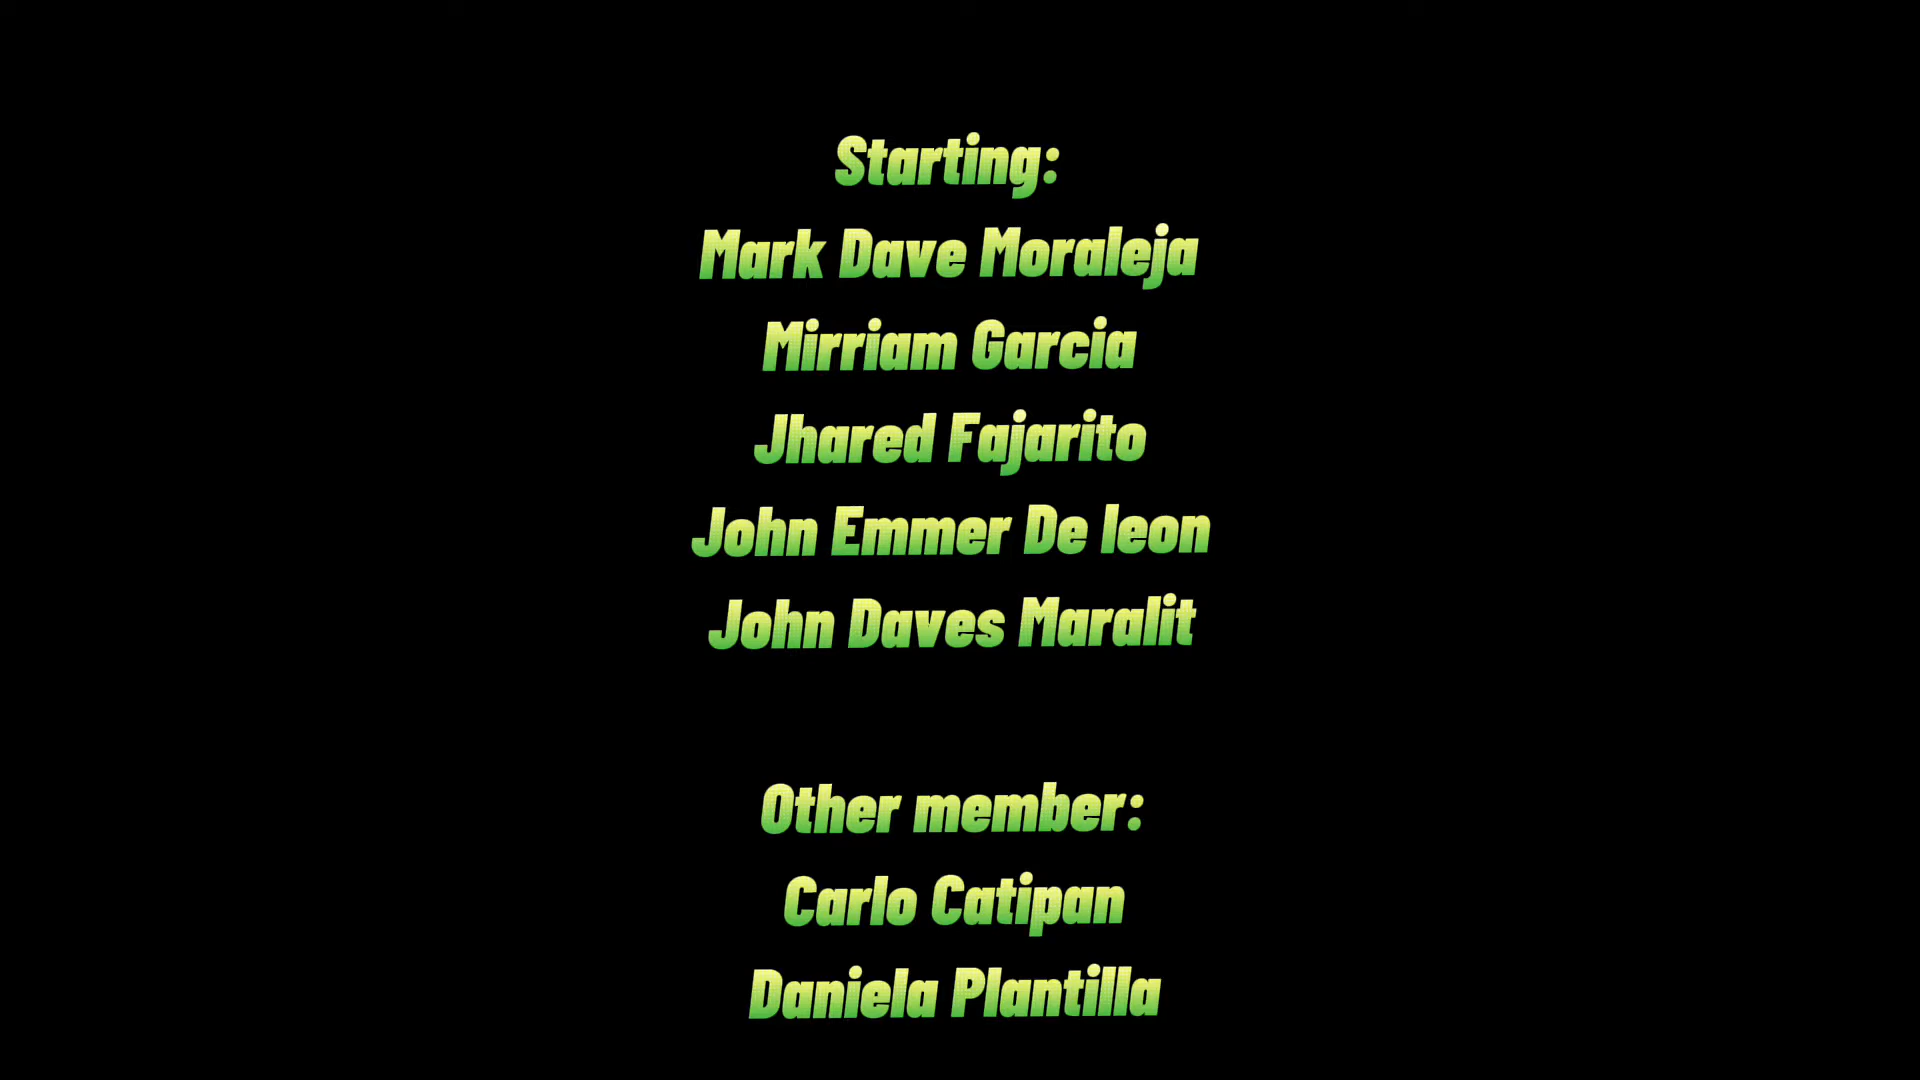 Starting:
Mark Dave Moraleja
Mirriam Garcia
Jhared Fajarito
John Emmer De leon
John Daves Maralit
Other member:
Carlo Catipan
Daniela Plantilla